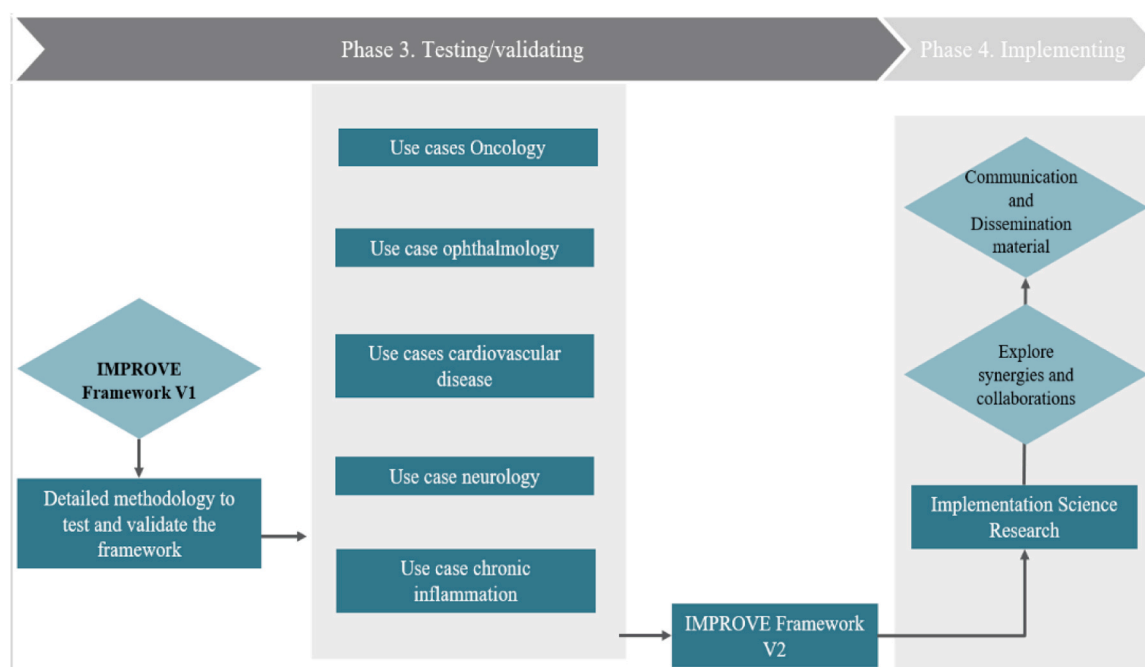 Phase 3. Testing/validating
Phase 4. Implementing
IMPROVE
Framework V1
Detailed methodology to
test and validate the
framework
Use cases Oncology
Use case ophthalmology
Use cases cardiovascular
disease
Use case neurology
Use case chronic
inflammation
IMPROVE Framework
V2
Implementation Science
Research
Explore
synergies and
collaborations
Communication
and
Dissemination
material